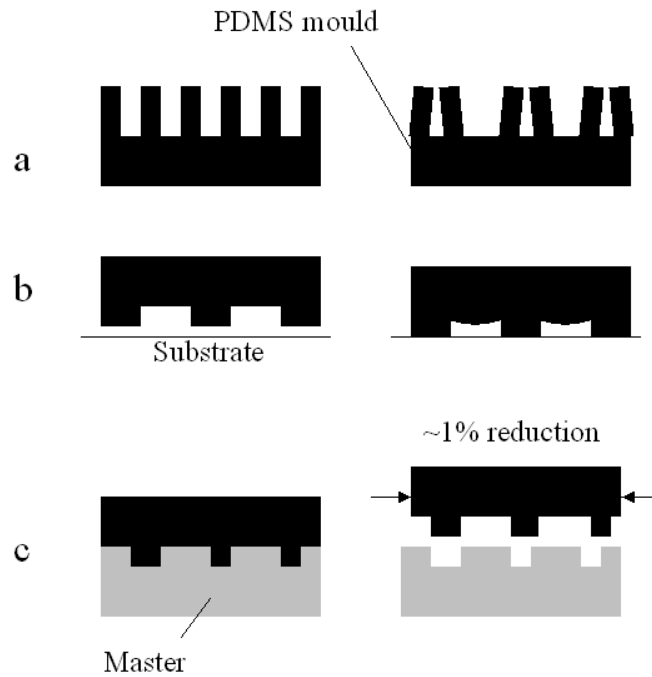 PDMS mould
a
b
Substrate
~1% reduction
c
Master